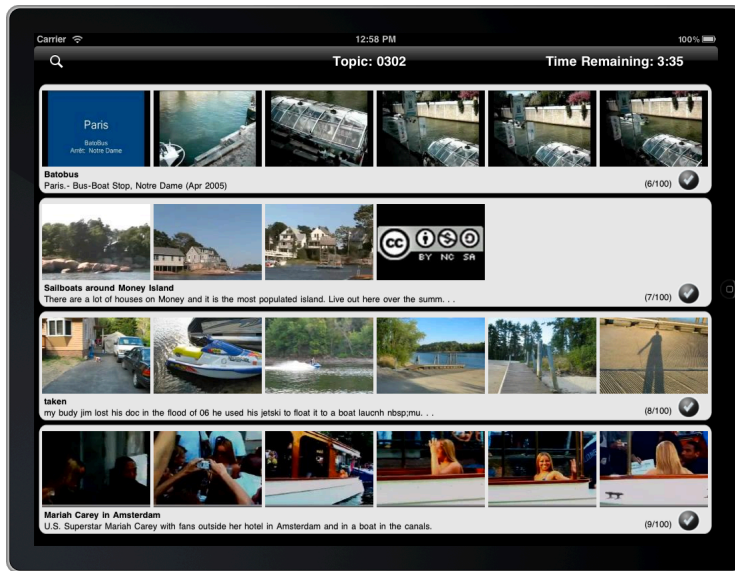 Carrier
12:58 PM
100%
Topic: 0302
Time Remaining: 3:35
Paris
BatoBus
Arrêt: Notre Dame
Batobus
Paris.- Bus-Boat Stop, Notre Dame (Apr 2005)
(6/100)
cc
BY NC SA
Sailboats around Money Island
There are a lot of houses on Money and it is the most populated island. Live out here over the summ. . .
(7/100)
taken
my budy jim lost his doc in the flood of 06 he used his jetski to float it to a boat laucnh nbsp;mu. . .
(8/100)
Mariah Carey in Amsterdam
U.S. Superstar Mariah Carey with fans outside her hotel in Amsterdam and in a boat in the canals.
(9/100)